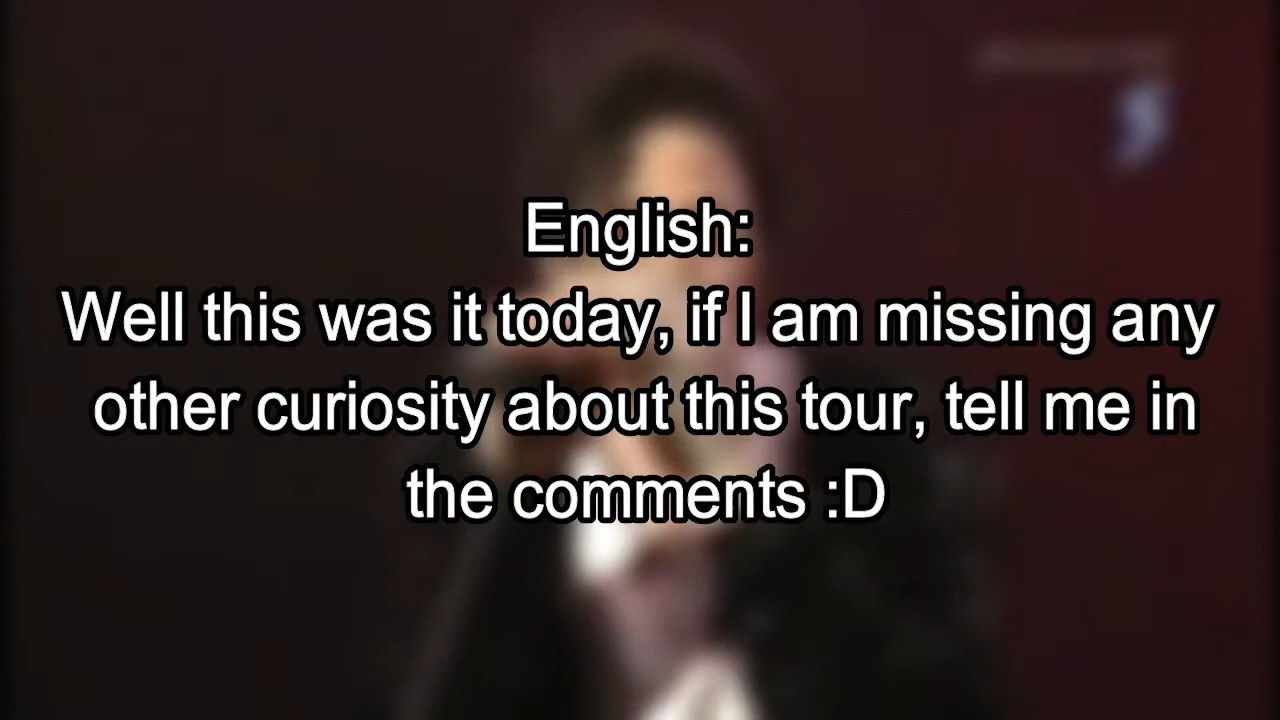 English:
Well this was it today, if I am missing any
other curiosity about this tour, tell me in
the comments :D